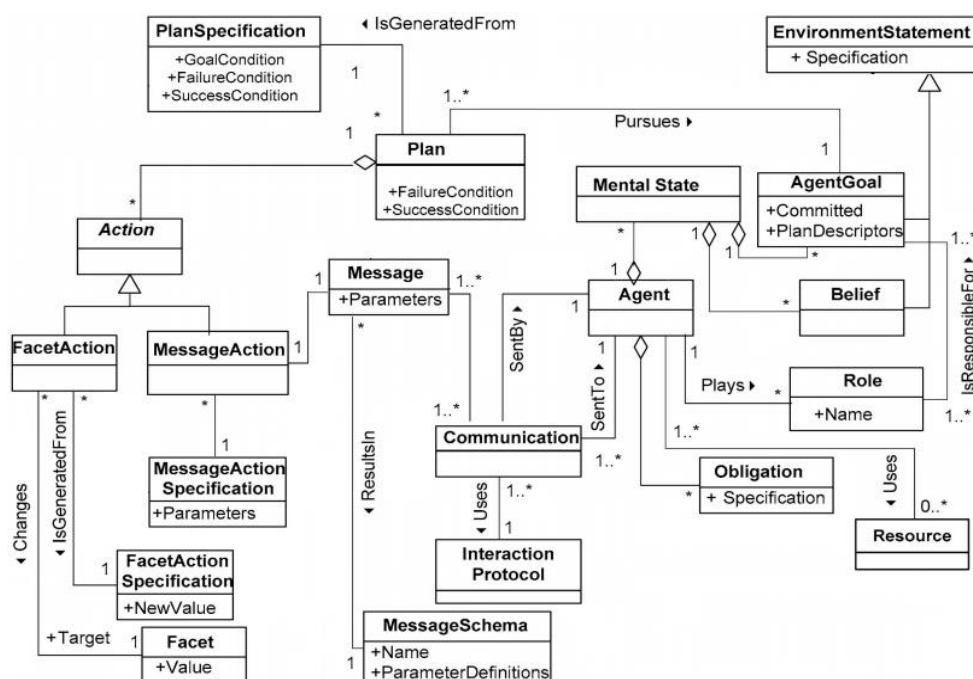 ◄ IsGeneratedFrom
PlanSpecification
+GoalCondition
+FailureCondition
+SuccessCondition
1
*
EnvironmentStatement
+ Specification
1..*
Pursues ►
1
1
Plan
+FailureCondition
+SuccessCondition
*
Mental State
AgentGoal
+Committed
+PlanDescriptors
1..*
Action
*
1
1
*
1
Message
+Parameters
1..*
Agent
1
*
Belief
IsResponsibleFor ►
FacetAction
MessageAction
1
1
*
SentBy ►
1
SentTo ►
1
Plays ►
*
Role
+Name
1..*
*
*
*
1..*
Communication
1..*
1..*
◄ Changes
◄ IsGeneratedFrom
1
MessageAction
Specification
+Parameters
◄ ResultsIn
1..*
◄ Uses
1
Obligation
+ Specification
*
◄ Uses
0..*
Resource
Interaction
Protocol
1
FacetAction
Specification
+NewValue
+Target
1
Facet
+Value
1
MessageSchema
+Name
+ParameterDefinitions